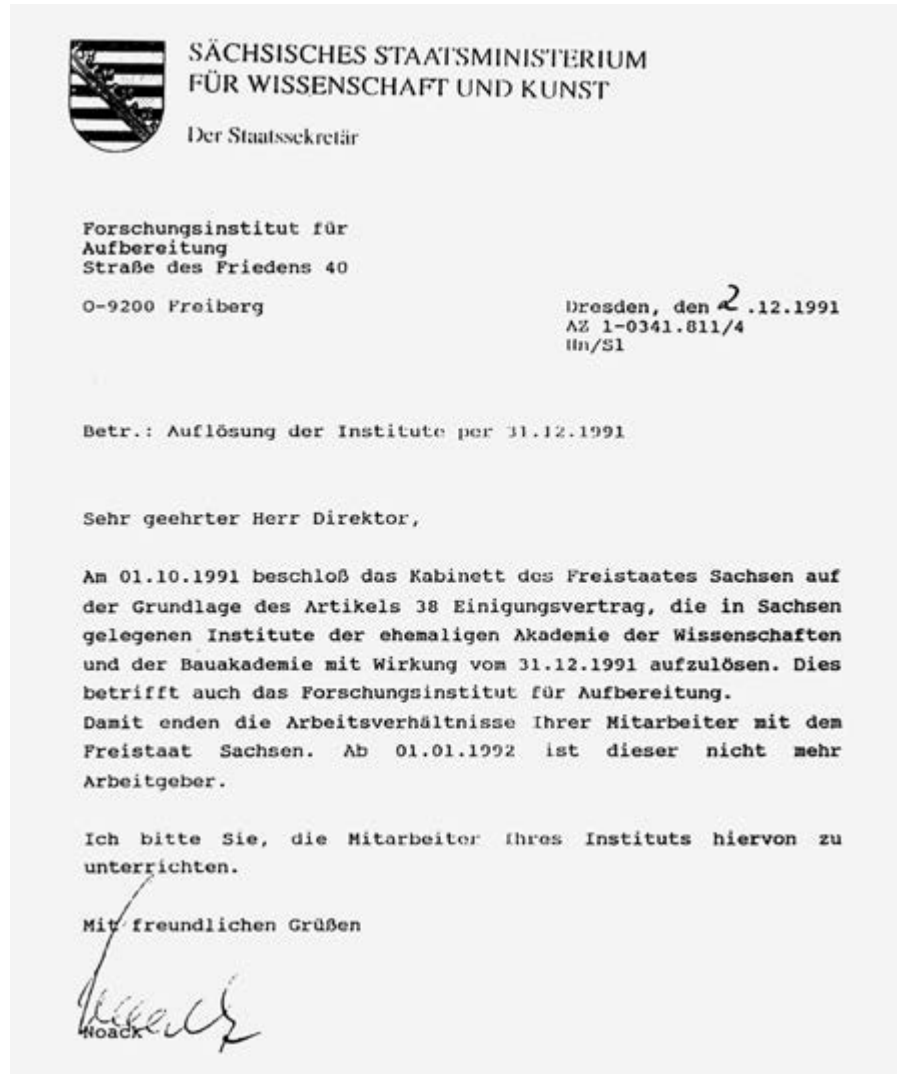 SÄCHSISCHES STAATSMINISTERIUM
FÜR WISSENSCHAFT UND KUNST
Der Staatssekretär
Forschungsinstitut für
Aufbereitung
Straße des Friedens 40
O-9200 Freiberg
Dresden, den 2.12.1991
AZ 1-0341.811/4
Hn/Sl
Betr.: Auflösung der Institute per 31.12.1991
Sehr geehrter Herr Direktor,
Am 01.10.1991 beschloß das Kabinett des Freistaates Sachsen auf
der Grundlage des Artikels 38 Einigungsvertrag, die in Sachsen
gelegenen Institute der ehemaligen Akademie der Wissenschaften
und der Bauakademie mit Wirkung vom 31.12.1991 aufzulösen. Dies
betrifft auch das Forschungsinstitut für Aufbereitung.
Damit enden die Arbeitsverhältnisse Ihrer Mitarbeiter mit dem
Freistaat Sachsen. Ab 01.01.1992 ist dieser nicht mehr
Arbeitgeber.
Ich bitte Sie, die Mitarbeiter Ihres Instituts hiervon zu
unterrichten.
Mit freundlichen Grüßen
Noack